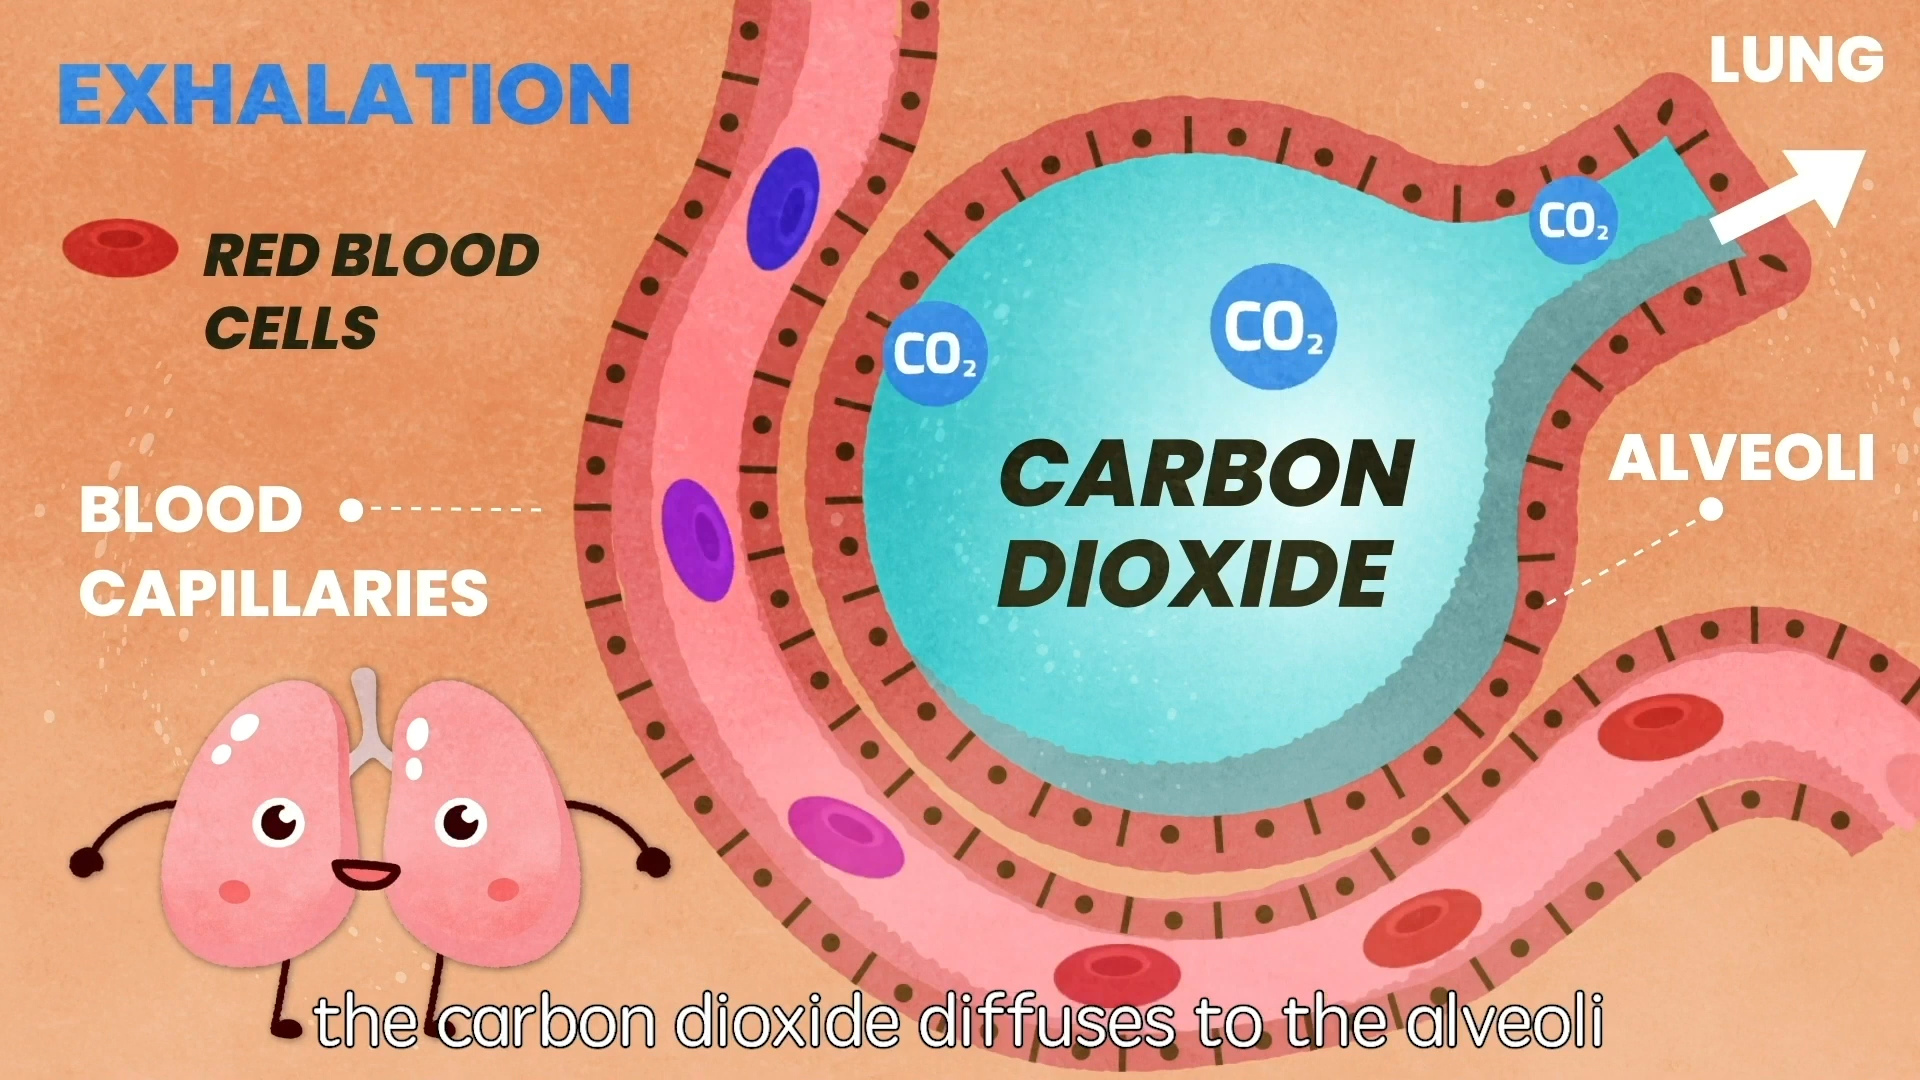 EXHALATION
LUNG
RED BLOOD
CELLS
CO₂
CO₂
CO₂
CARBON
DIOXIDE
ALVEOLI
BLOOD
CAPILLARIES
the carbon dioxide diffuses to the alveoli